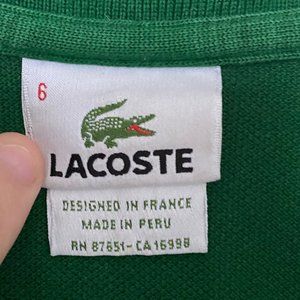 6
LACOSTE
DESIGNED IN FRANCE
MADE IN PERU
RN 87651-CA 16998